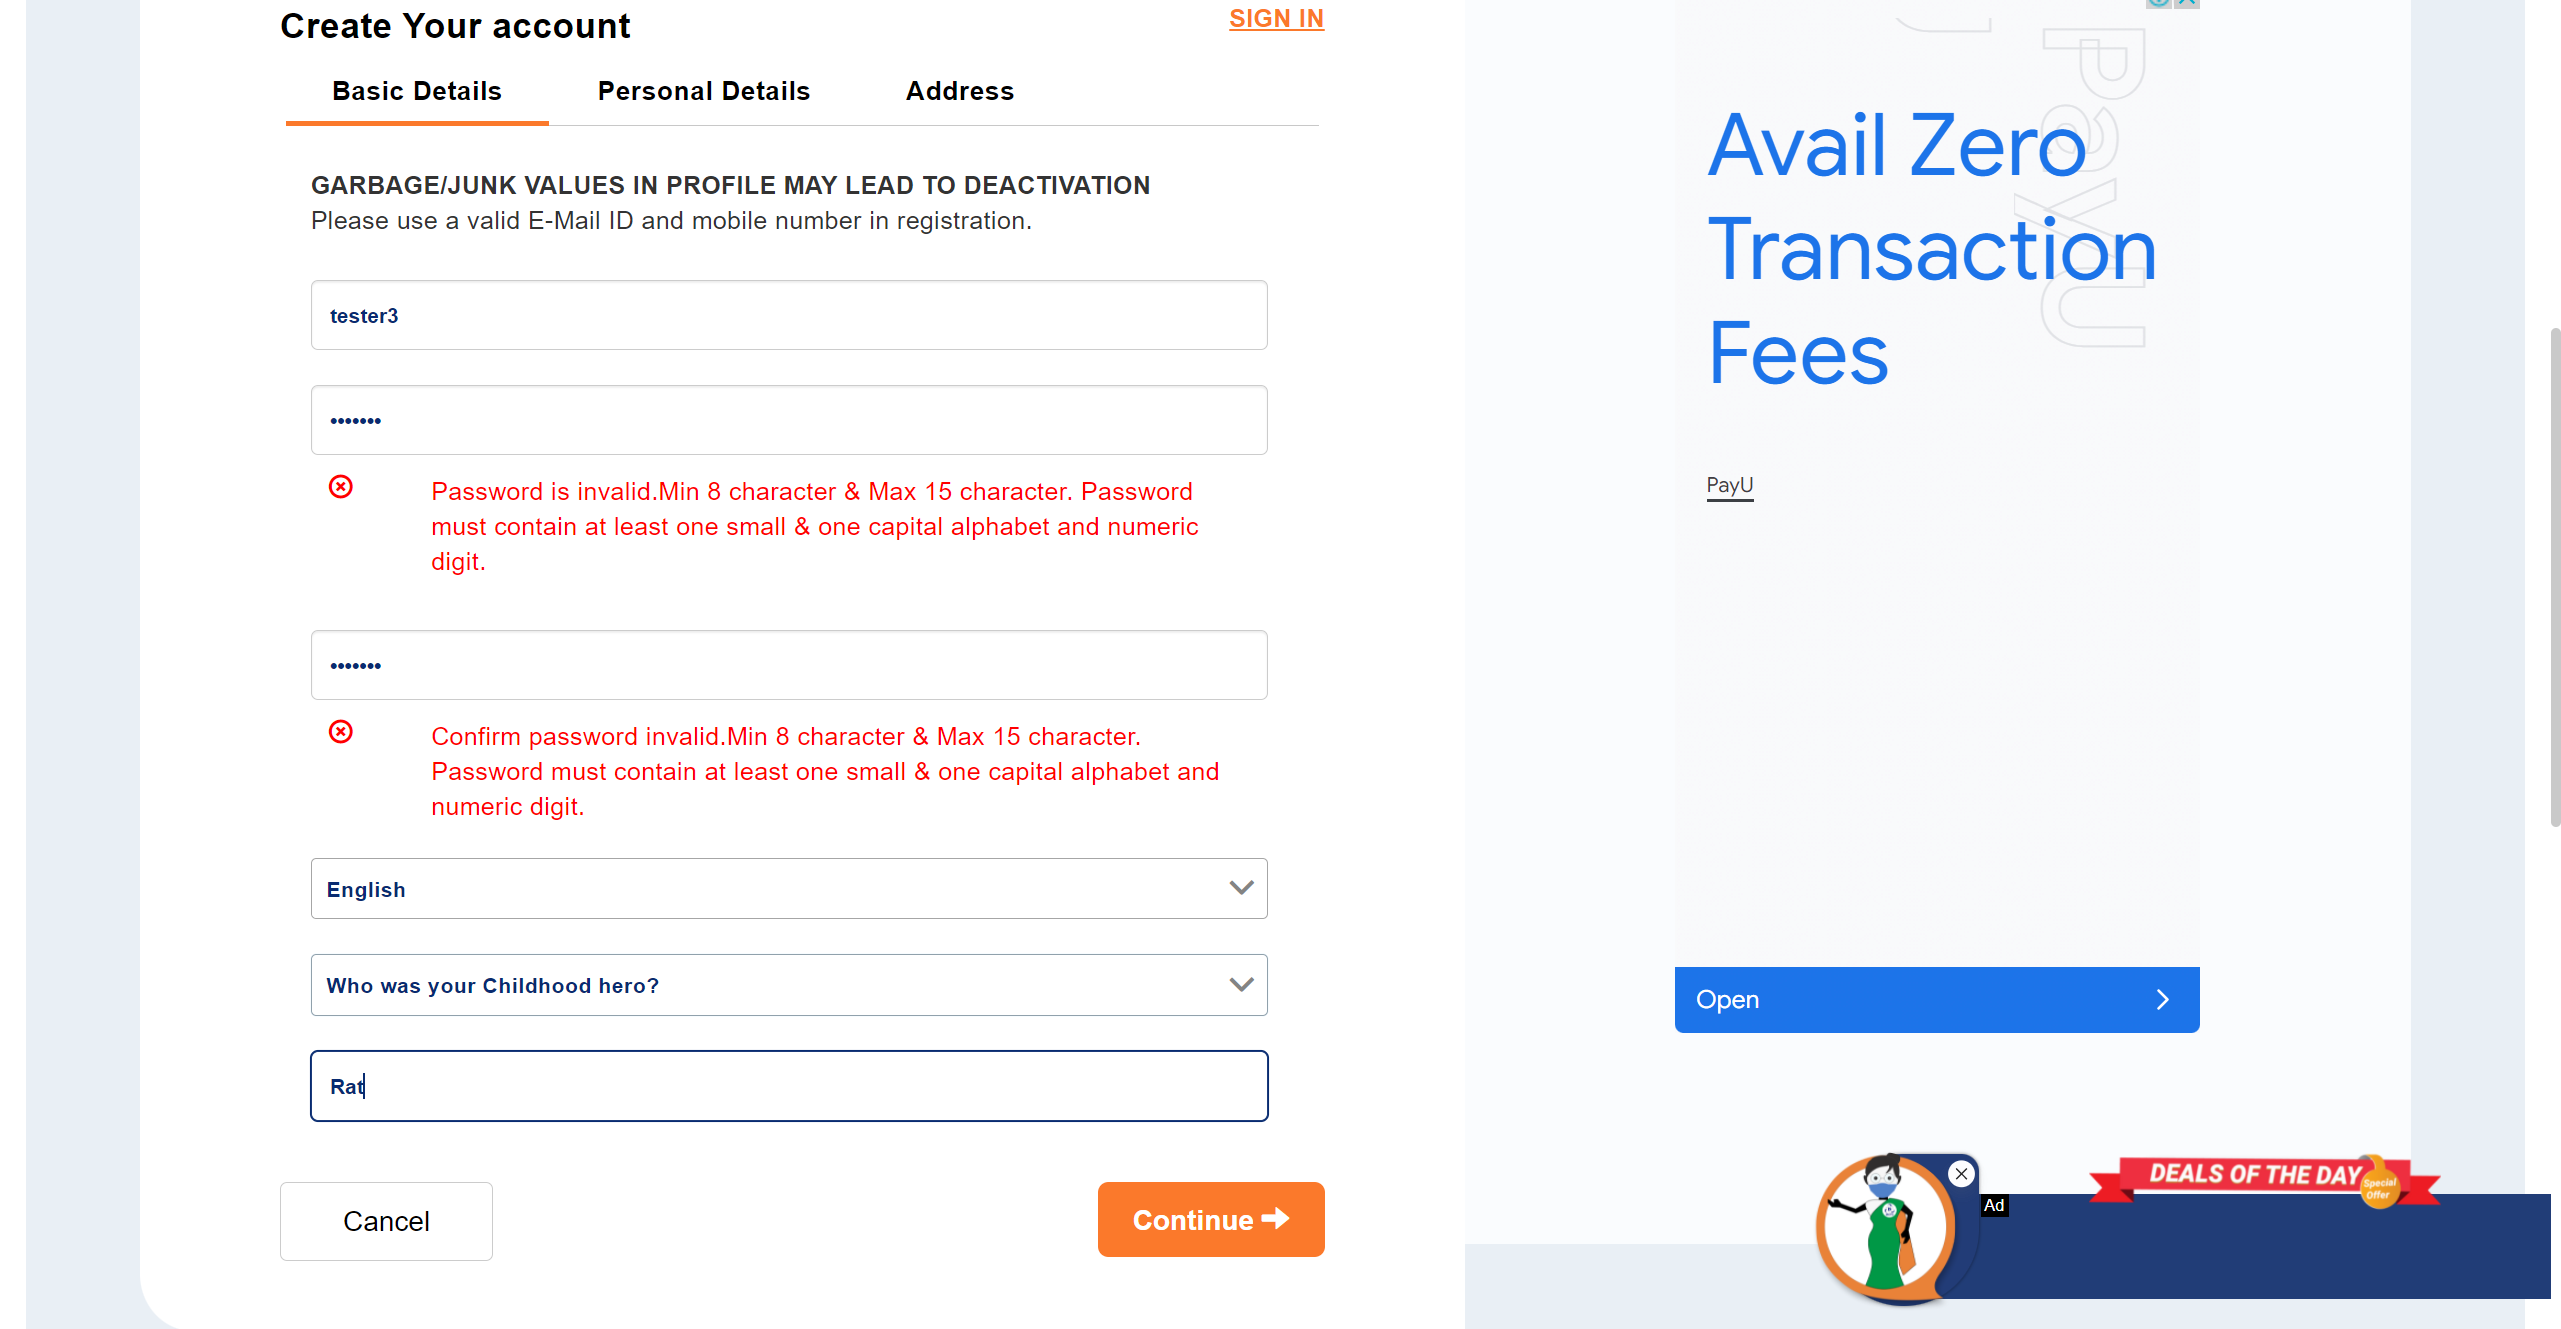 Create Your account
SIGN IN
Basic Details
Personal Details
Address
GARBAGE/JUNK VALUES IN PROFILE MAY LEAD TO DEACTIVATION
Please use a valid E-Mail ID and mobile number in registration.
tester3
•••••••
Password is invalid.Min 8 character & Max 15 character. Password
must contain at least one small & one capital alphabet and numeric
digit.
•••••••
Confirm password invalid.Min 8 character & Max 15 character.
Password must contain at least one small & one capital alphabet and
numeric digit.
English
Who was your Childhood hero?
Rat
Cancel
Continue
PayU
Avail Zero
Transaction
Fees
PayU
Open
Ad
DEALS OF THE DAY
Special
Offer